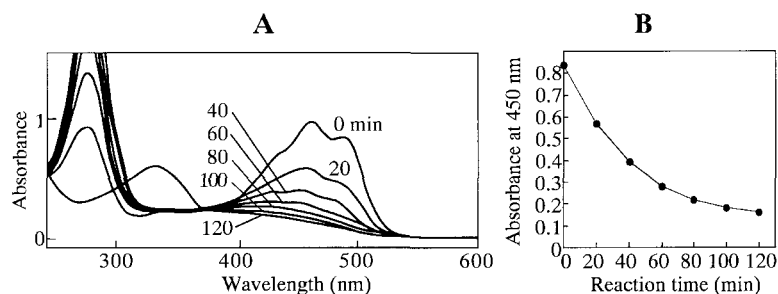 A
Absorbance
1
0
300
400
500
600
Wavelength (nm)
0 min
20
40
60
80
100
120
B
Absorbance at 450 nm
0.8
0.7
0.6
0.5
0.4
0.3
0.2
0.1
0
0 20 40 60 80 100 120
Reaction time (min)